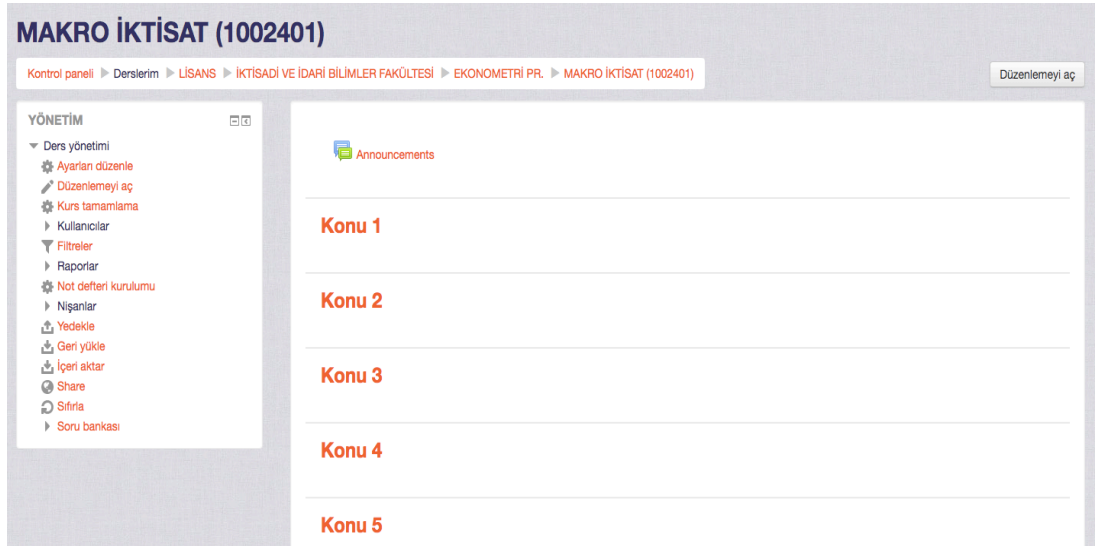 MAKRO İKTİSAT (1002401)
Kontrol paneli Derslerim LİSANS İKTİSADİ VE İDARİ BİLİMLER FAKÜLTESİ EKONOMETRİ PR. MAKRO İKTİSAT (1002401)
Düzenlemeyi aç
YÖNETİM
Ders yönetimi
Ayarları düzenle
Düzenlemeyi aç
Kurs tamamlama
Kullanıcılar
Filtreler
Raporlar
Not defteri kurulumu
Nişanlar
Yedekle
Geri yükle
İçeri aktar
Share
Sıfırla
Soru bankası
Announcements
Konu 1
Konu 2
Konu 3
Konu 4
Konu 5